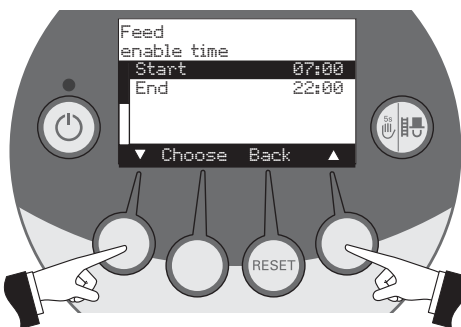 Feed
enable time
Start 07:00
End 22:00
▼ Choose Back ▲
5s
RESET